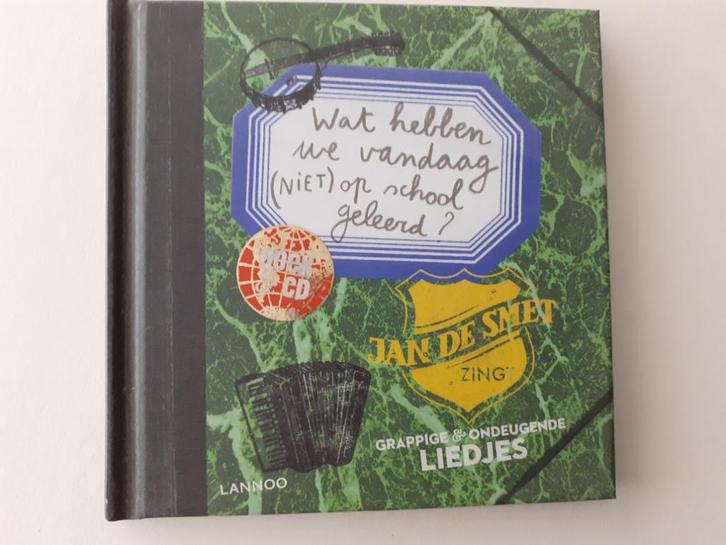 Wat hebben
we vandaag
(NiET) op school
geleerd?
BOEK
& CD
JAN DE SMET
ZINGT
GRAPPIGE & ONDEUGENDE
LIEDJES
LANNOO